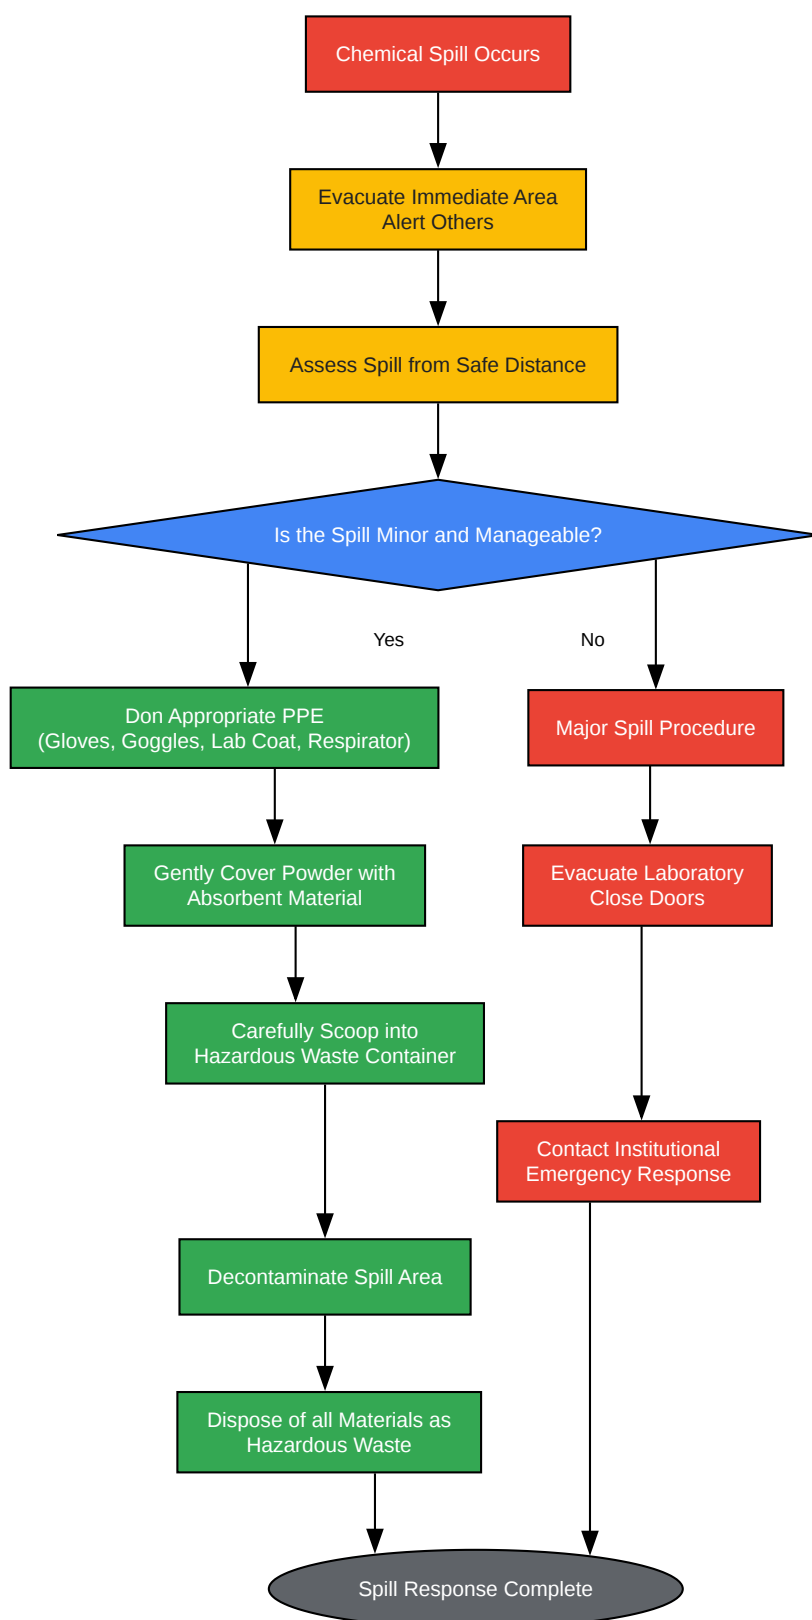 Chemical Spill Occurs
Evacuate Immediate Area
Alert Others
Assess Spill from Safe Distance
Is the Spill Minor and Manageable?
Yes
No
Don Appropriate PPE
(Gloves, Goggles, Lab Coat, Respirator)
Major Spill Procedure
Gently Cover Powder with
Absorbent Material
Evacuate Laboratory
Close Doors
Carefully Scoop into
Hazardous Waste Container
Contact Institutional
Emergency Response
Decontaminate Spill Area
Dispose of all Materials as
Hazardous Waste
Spill Response Complete